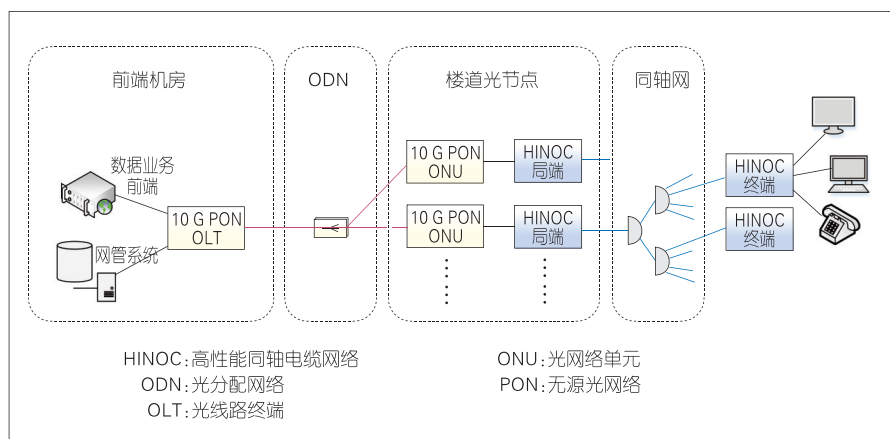 前端机房
ODN
楼道光节点
同轴网
数据业务
前端
网管系统
10 G PON
OLT
10 G PON
ONU
HINOC
局端
10 G PON
ONU
HINOC
局端
HINOC
终端
HINOC
终端
HINOC:高性能同轴电缆网络
ODN:光分配网络
OLT:光线路终端
ONU:光网络单元
PON:无源光网络